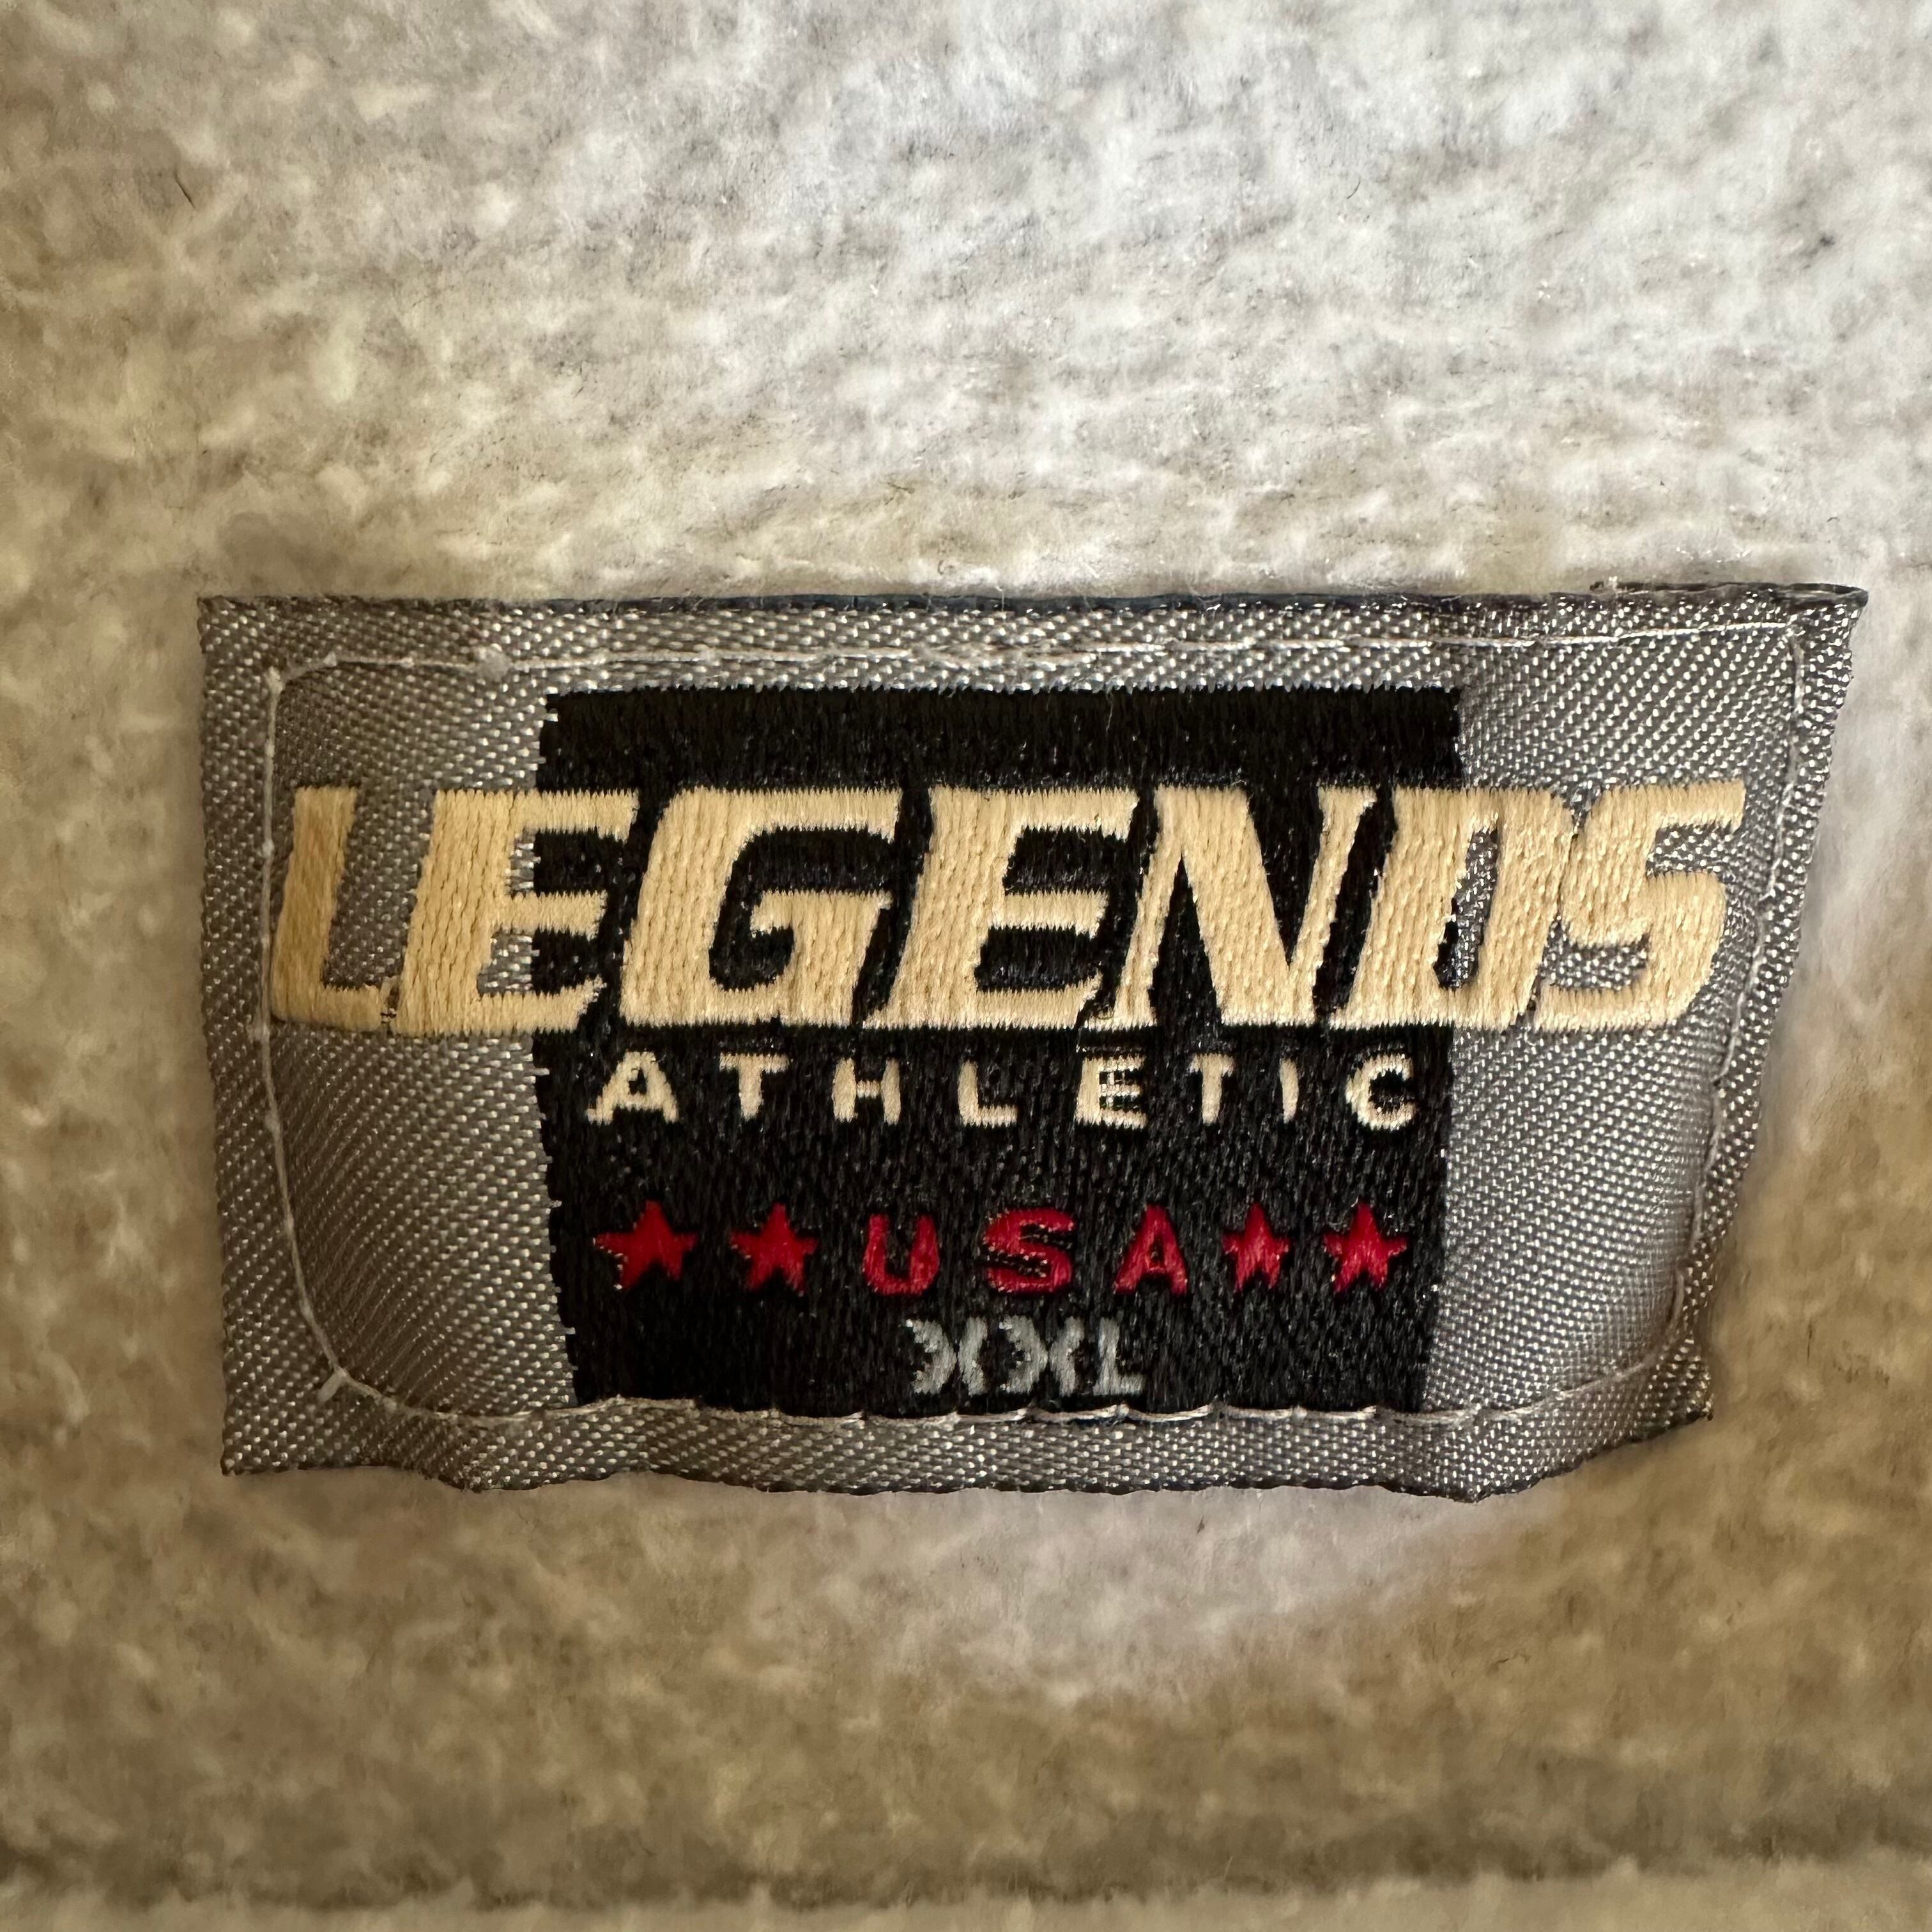 LEGENDS
ATHLETIC
★★USA★★
XXL